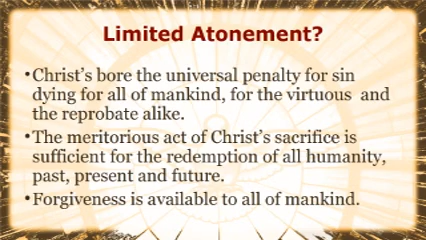 Limited Atonement?
•Christ's bore the universal penalty for sin
dying for all of mankind, for the virtuous  and
the reprobate alike.
•The meritorious act of Christ's sacrifice is
sufficient for the redemption of all humanity,
past, present and future.
•Forgiveness is available to all of mankind.